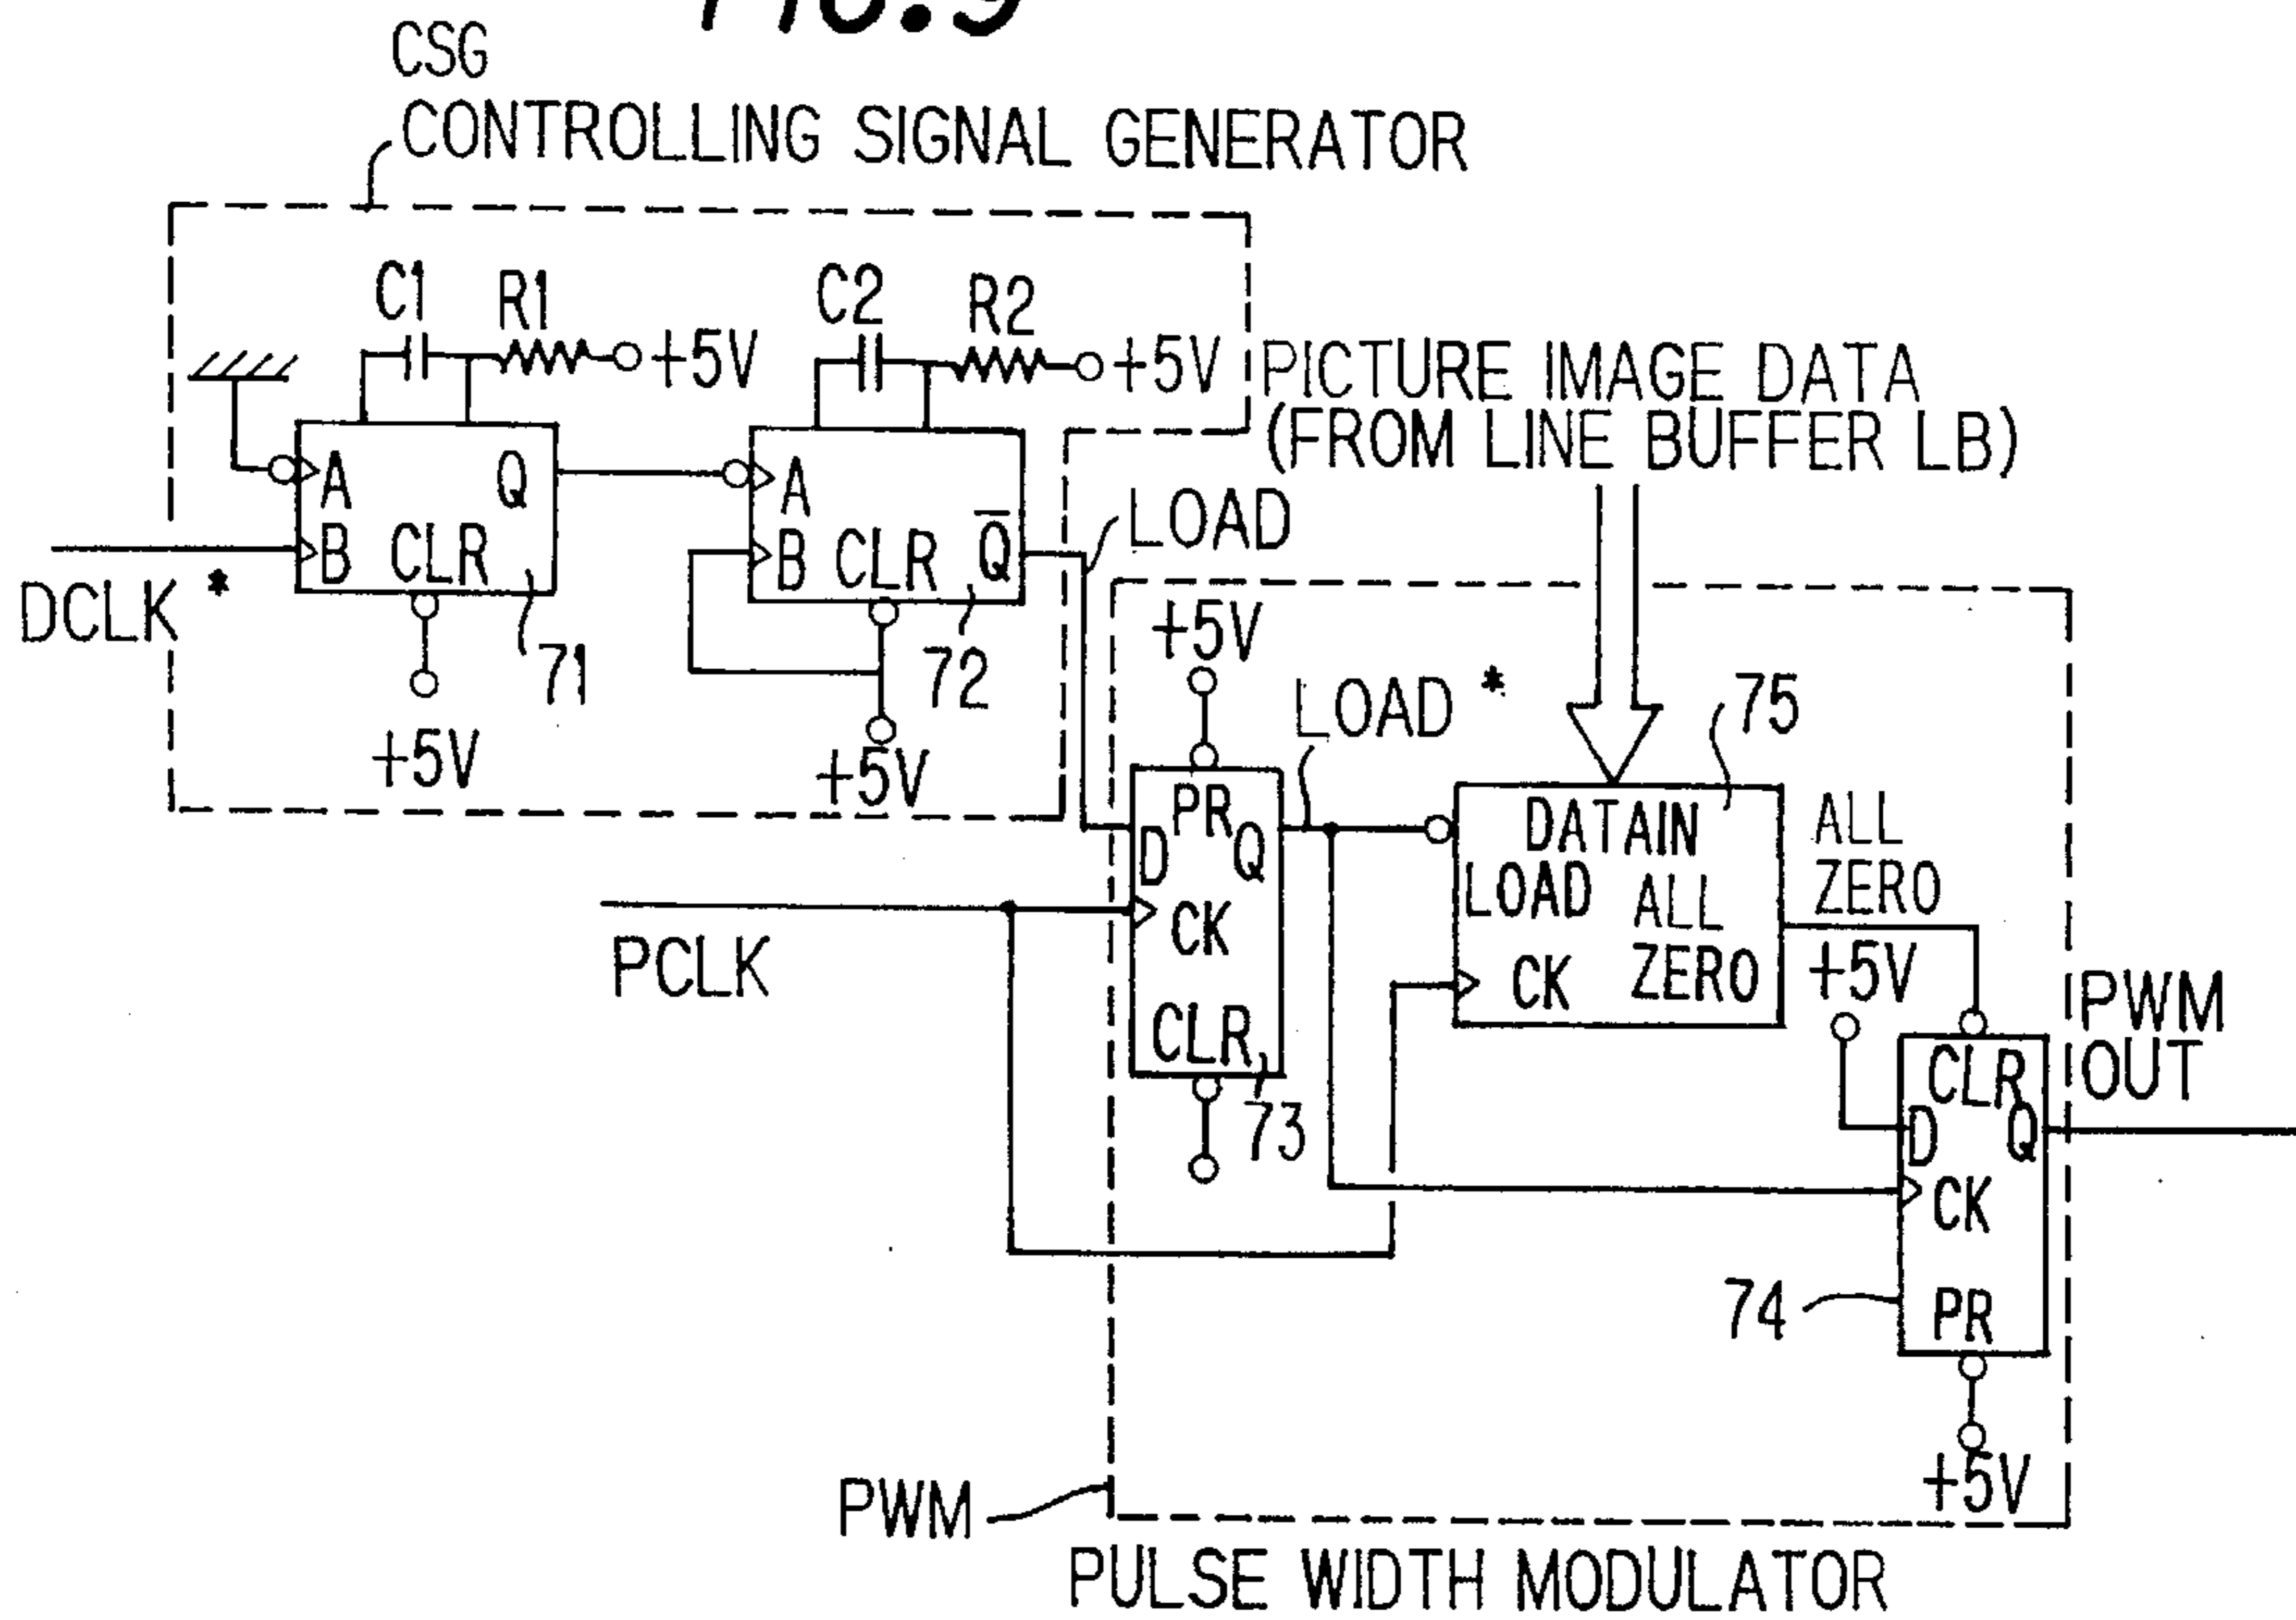 CSG
CONTROLLING SIGNAL GENERATOR
C1
R1
+5V
C2
R2
+5V
PICTURE IMAGE DATA
(FROM LINE BUFFER LB)
A
Q
B
CLR
DCLK *
71
+5V
A
B
CLR
Q̅
72
+5V
LOAD
+5V
LOAD *
75
PR
D
Q
CK
CLR
73
PCLK
DATAIN
LOAD
ALL
ZERO
CK
ALL
ZERO
+5V
CLR
D
Q
CK
PR
74
+5V
PWM
OUT
PWM
PULSE WIDTH MODULATOR